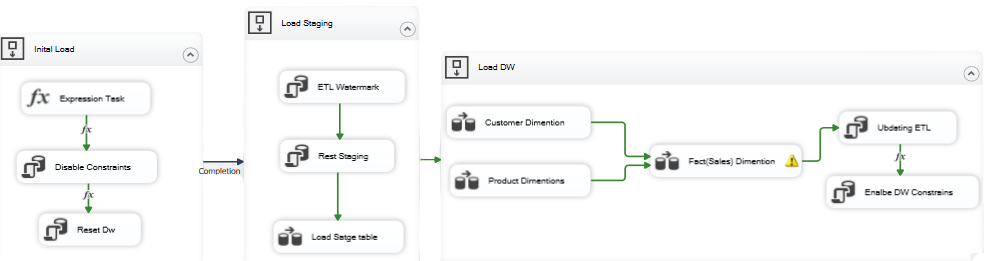 Inital Load
fx Expression Task
fx
Disable Constraints
fx
Reset Dw
Completion
Load Staging
ETL Watermark
Rest Staging
Load Satge table
Load DW
Customer Dimention
Product Dimentions
Fact(Sales) Dimention
Ubdating ETL
fx
Enalbe DW Constrains